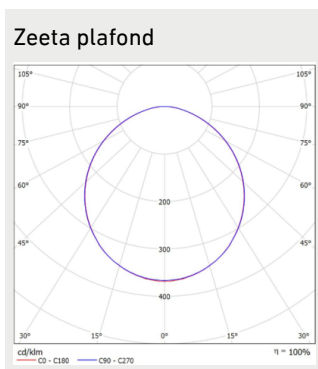 Zeeta plafond
105° 105°
90° 90°
75° 75°
60° 60°
200
45° 300 45°
400
30° 15° 0° 15° 30°
cd/klm η = 100%
C0 - C180 C90 - C270